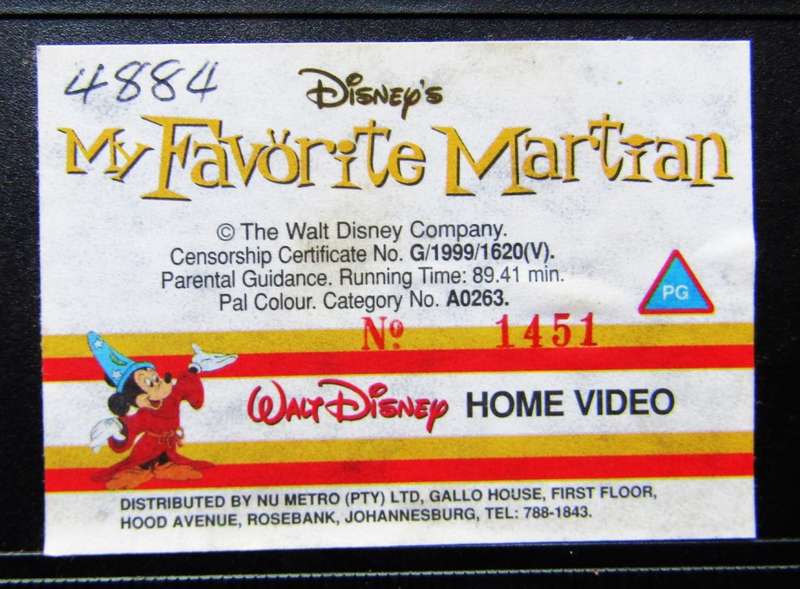 4884
Disney's
My Favörite Martian
© The Walt Disney Company.
Censorship Certificate No. G/1999/1620(V).
Parental Guidance. Running Time: 89.41 min.
Pal Colour. Category No. A0263.
PG
Nº 1451
Walt Disney HOME VIDEO
DISTRIBUTED BY NU METRO (PTY) LTD, GALLO HOUSE, FIRST FLOOR,
HOOD AVENUE, ROSEBANK, JOHANNESBURG, TEL: 788-1843.